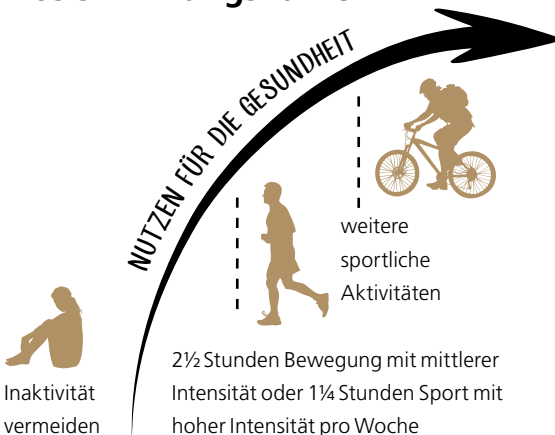 NUTZEN FÜR DIE GESUNDHEIT
weitere
sportliche
Aktivitäten
Inaktivität
vermeiden
2½ Stunden Bewegung mit mittlerer
Intensität oder 1¼ Stunden Sport mit
hoher Intensität pro Woche